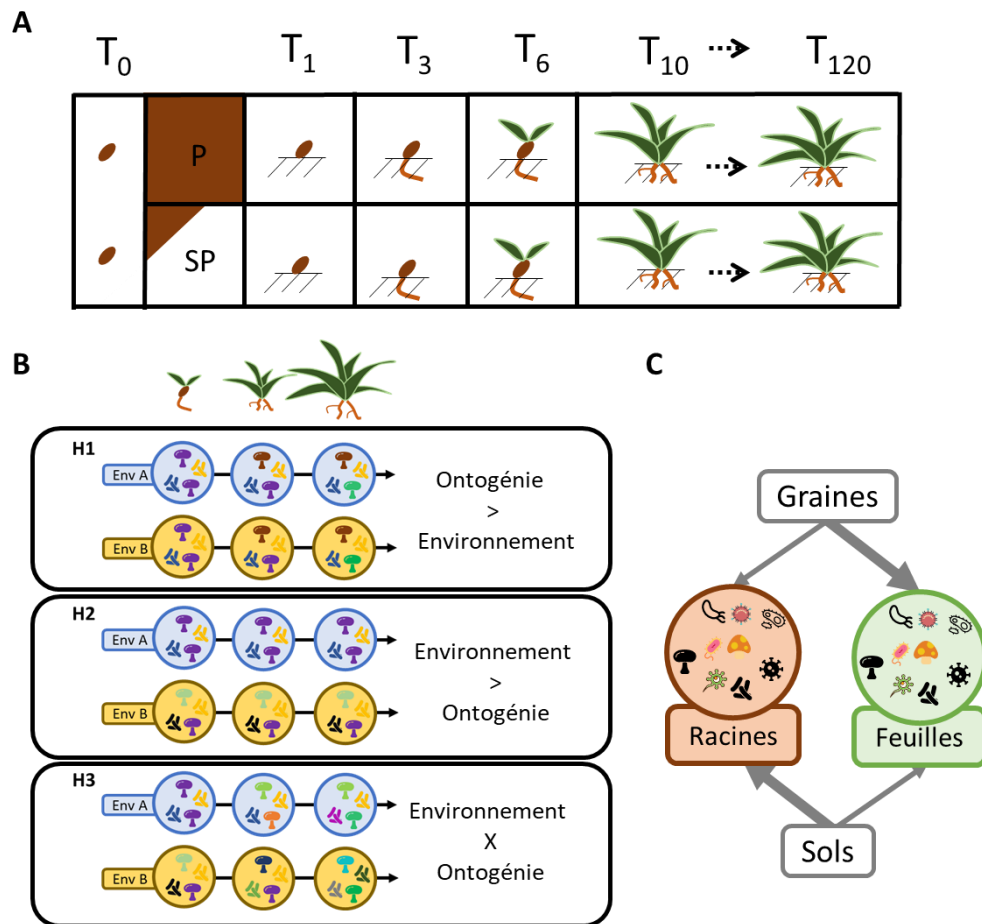 A
T₀ T₁ T₃ T₆ T₁₀ T₁₂₀
P
SP
B
H1
Env A
Env B
Ontogénie
>
Environnement
H2
Env A
Env B
Environnement
>
Ontogénie
H3
Env A
Env B
Environnement
X
Ontogénie
C
Graines
Racines
Feuilles
Sols